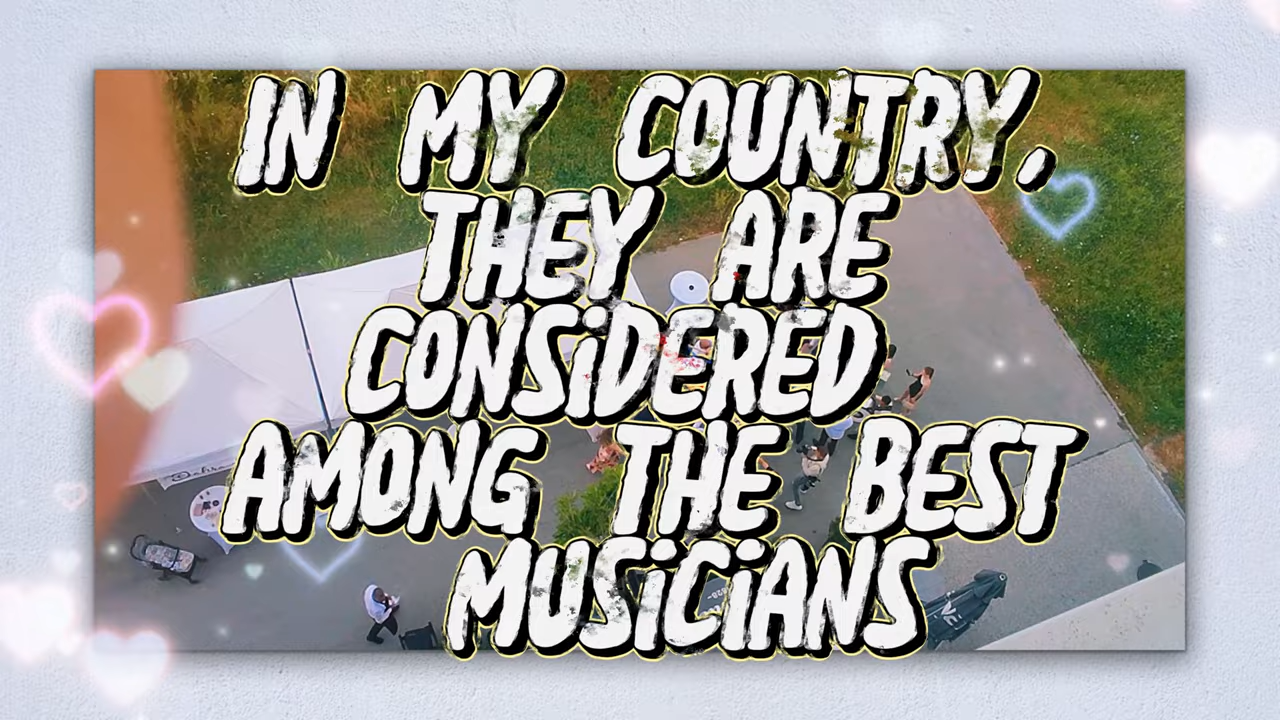 IN MY COUNTRY,
THEY ARE
CONSiDERED
AMONG THE BEST
MUSiCiANS